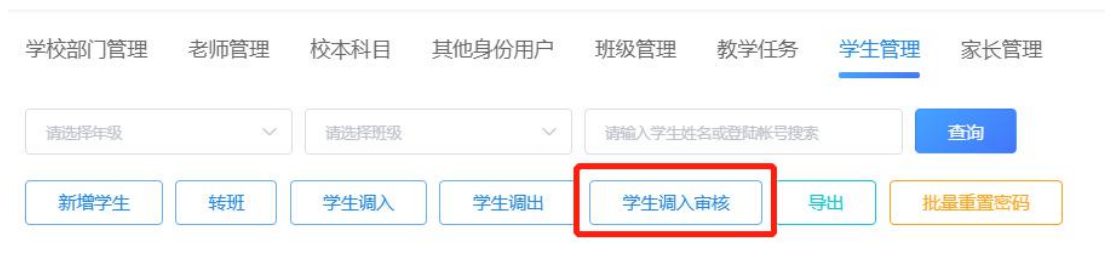 学校部门管理 老师管理 校本科目 其他身份用户 班级管理 教学任务 学生管理 家长管理
请选择年级 请选择班级 请输入学生姓名或登陆帐号搜索 查询
新增学生 转班 学生调入 学生调出 学生调入审核 导出 批量重置密码